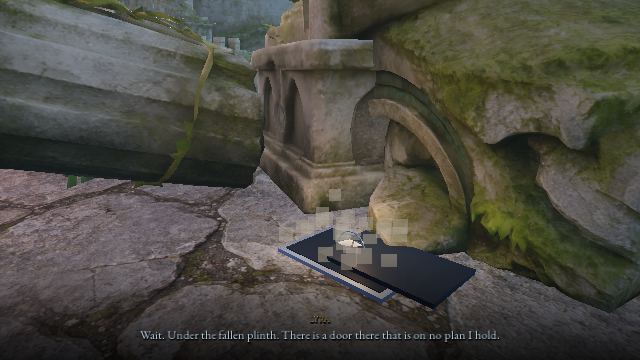 Wait. Under the fallen plinth. There is a door there that is on no plan I hold.